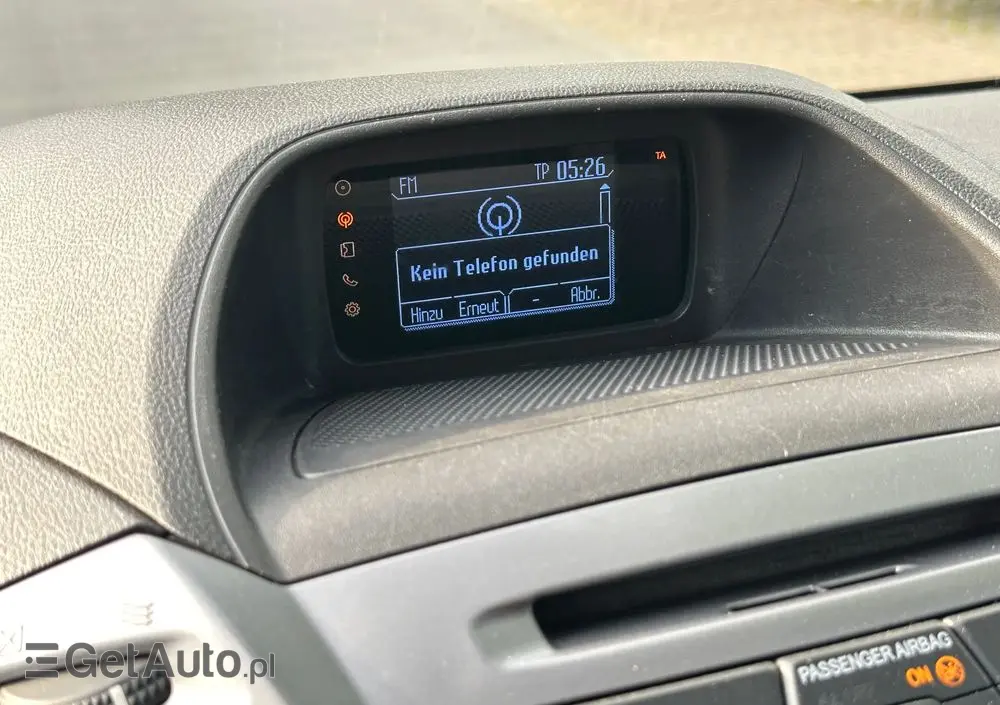 FM TP 05:26
TA
Kein Telefon gefunden
Hinzu Erneut - Abbr.
PASSENGER AIRBAG
ON
GetAuto.pl